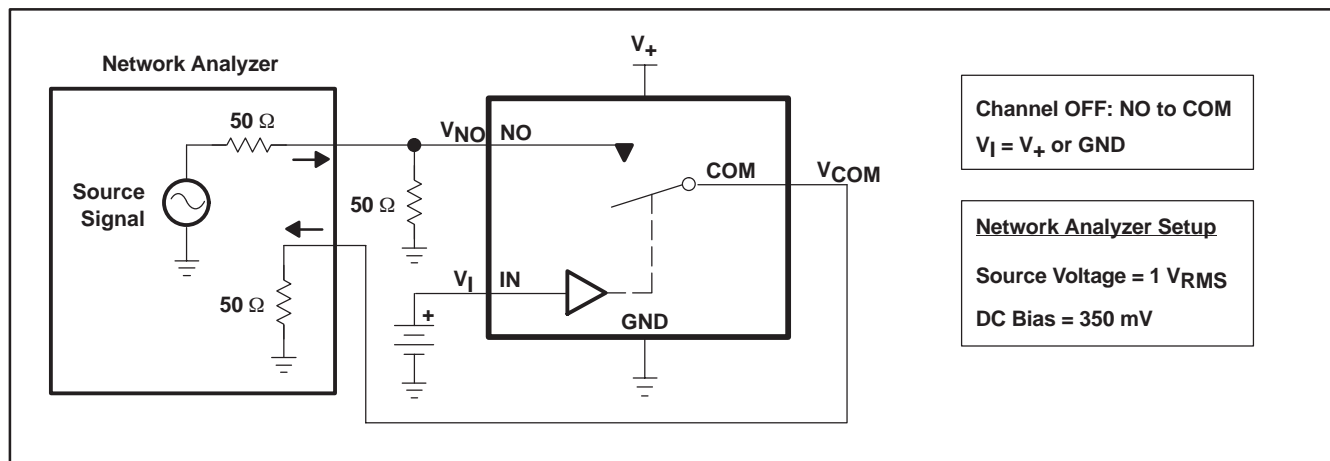 V+
Network Analyzer
50 Ω
VNO NO
COM
VCOM
Source
Signal
50 Ω
50 Ω
VI IN
+
GND
Channel OFF: NO to COM
VI = V+ or GND
Network Analyzer Setup
Source Voltage = 1 VRMS
DC Bias = 350 mV